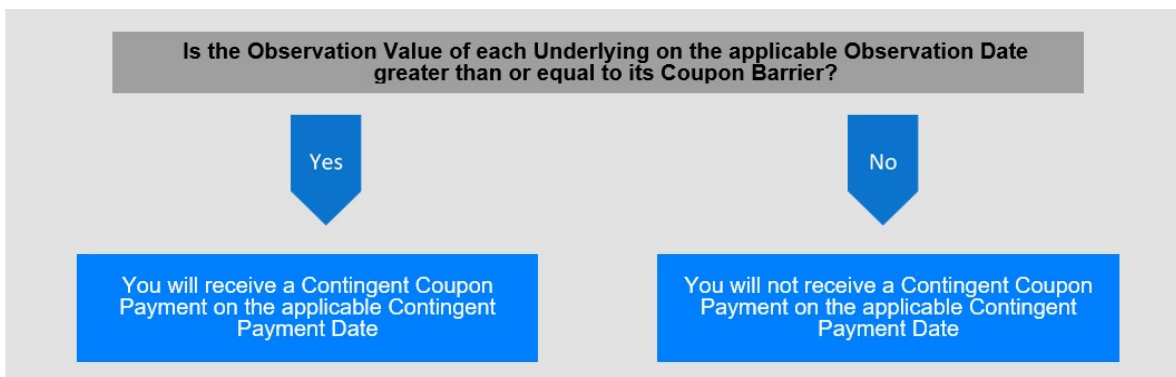 Is the Observation Value of each Underlying on the applicable Observation Date
greater than or equal to its Coupon Barrier?
Yes
No
You will receive a Contingent Coupon
Payment on the applicable Contingent
Payment Date
You will not receive a Contingent Coupon
Payment on the applicable Contingent
Payment Date